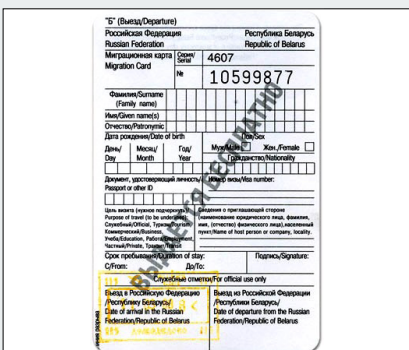 "Б" (Выезд/Departure)
Российская Федерация Республика Беларусь
Russian Federation Republic of Belarus
Миграционная карта Серия/ Serial 4607
Migration Card № 10599877
Фамилия/Surname
(Family name)
Имя/Given name(s)
Отчество/Patronymic
Дата рождения/Date of birth Пол/Sex
День/ Месяц/ Год/ Муж/Male Жен./Female
Day Month Year Гражданство/Nationality
Документ, удостоверяющий личность/ Номер визы/Visa number:
Passport or other ID
Цель визита (нужное подчеркнуть)/ Сведения о приглашающей стороне
Purpose of travel (to be underlined): (наименование юридического лица, фамилия,
Служебный/Official, Туризм/Tourism, имя, (отчество) физического лица), населенный
Коммерческий/Business, пункт/Name of host person or company, locality.
Учеба/Education, Работа/Employment,
Частный/Private, Транзит/Transit
Срок пребывания/Duration of stay: Подпись/Signature:
С/From: До/To:
Служебные отметки/For official use only
Въезд в Российскую Федерацию Выезд из Российской Федерации
/Республику Беларусь/ /Республики Беларусь/
Date of arrival in the Russian Date of departure from the Russian
Federation/Republic of Belarus Federation/Republic of Belarus
ВЫДАЕТСЯ БЕСПЛАТНО